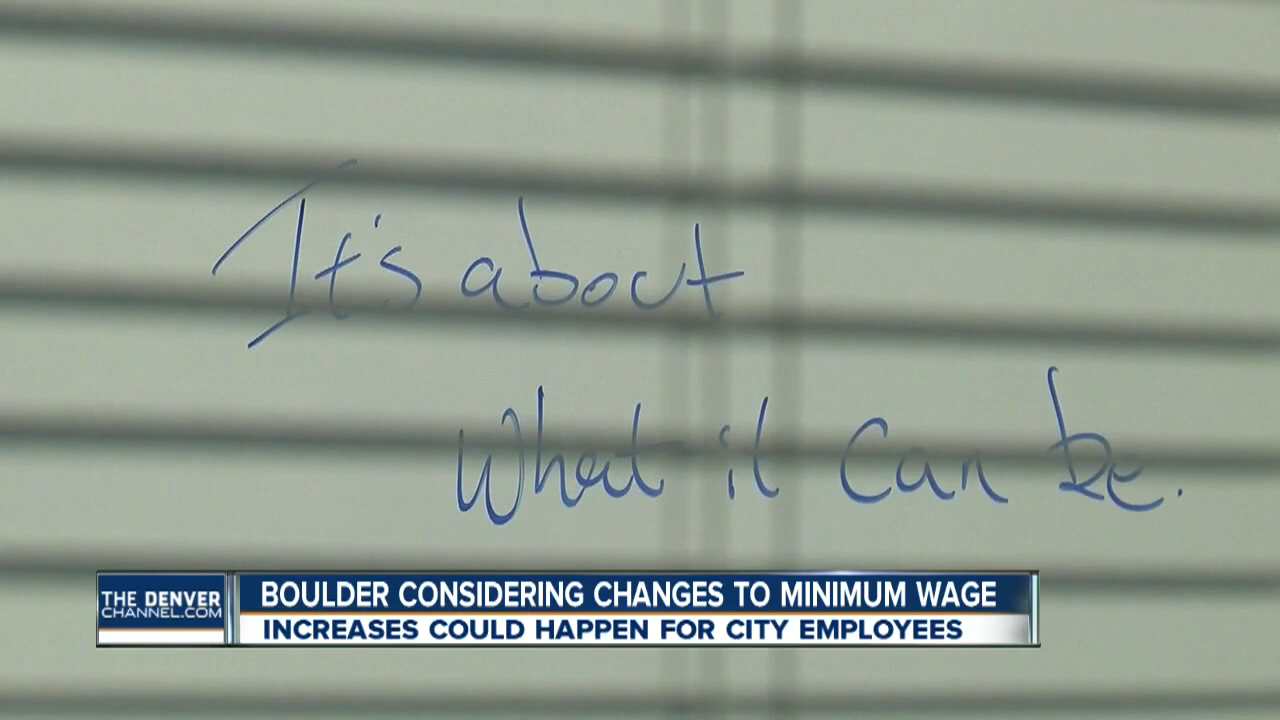 It's about
What it can be.
THE DENVER
CHANNEL.COM
BOULDER CONSIDERING CHANGES TO MINIMUM WAGE
INCREASES COULD HAPPEN FOR CITY EMPLOYEES